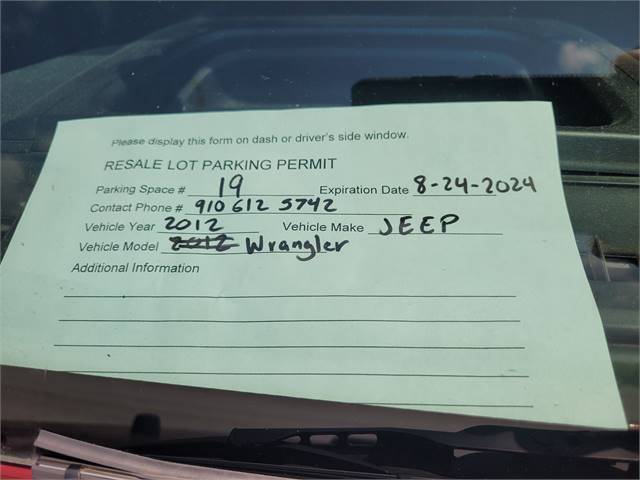 Please display this form on dash or driver's side window.
RESALE LOT PARKING PERMIT
Parking Space # 19 Expiration Date 8-24-2024
Contact Phone # 910 612 5742
Vehicle Year 2012 Vehicle Make JEEP
Vehicle Model 2012 Wrangler
Additional Information